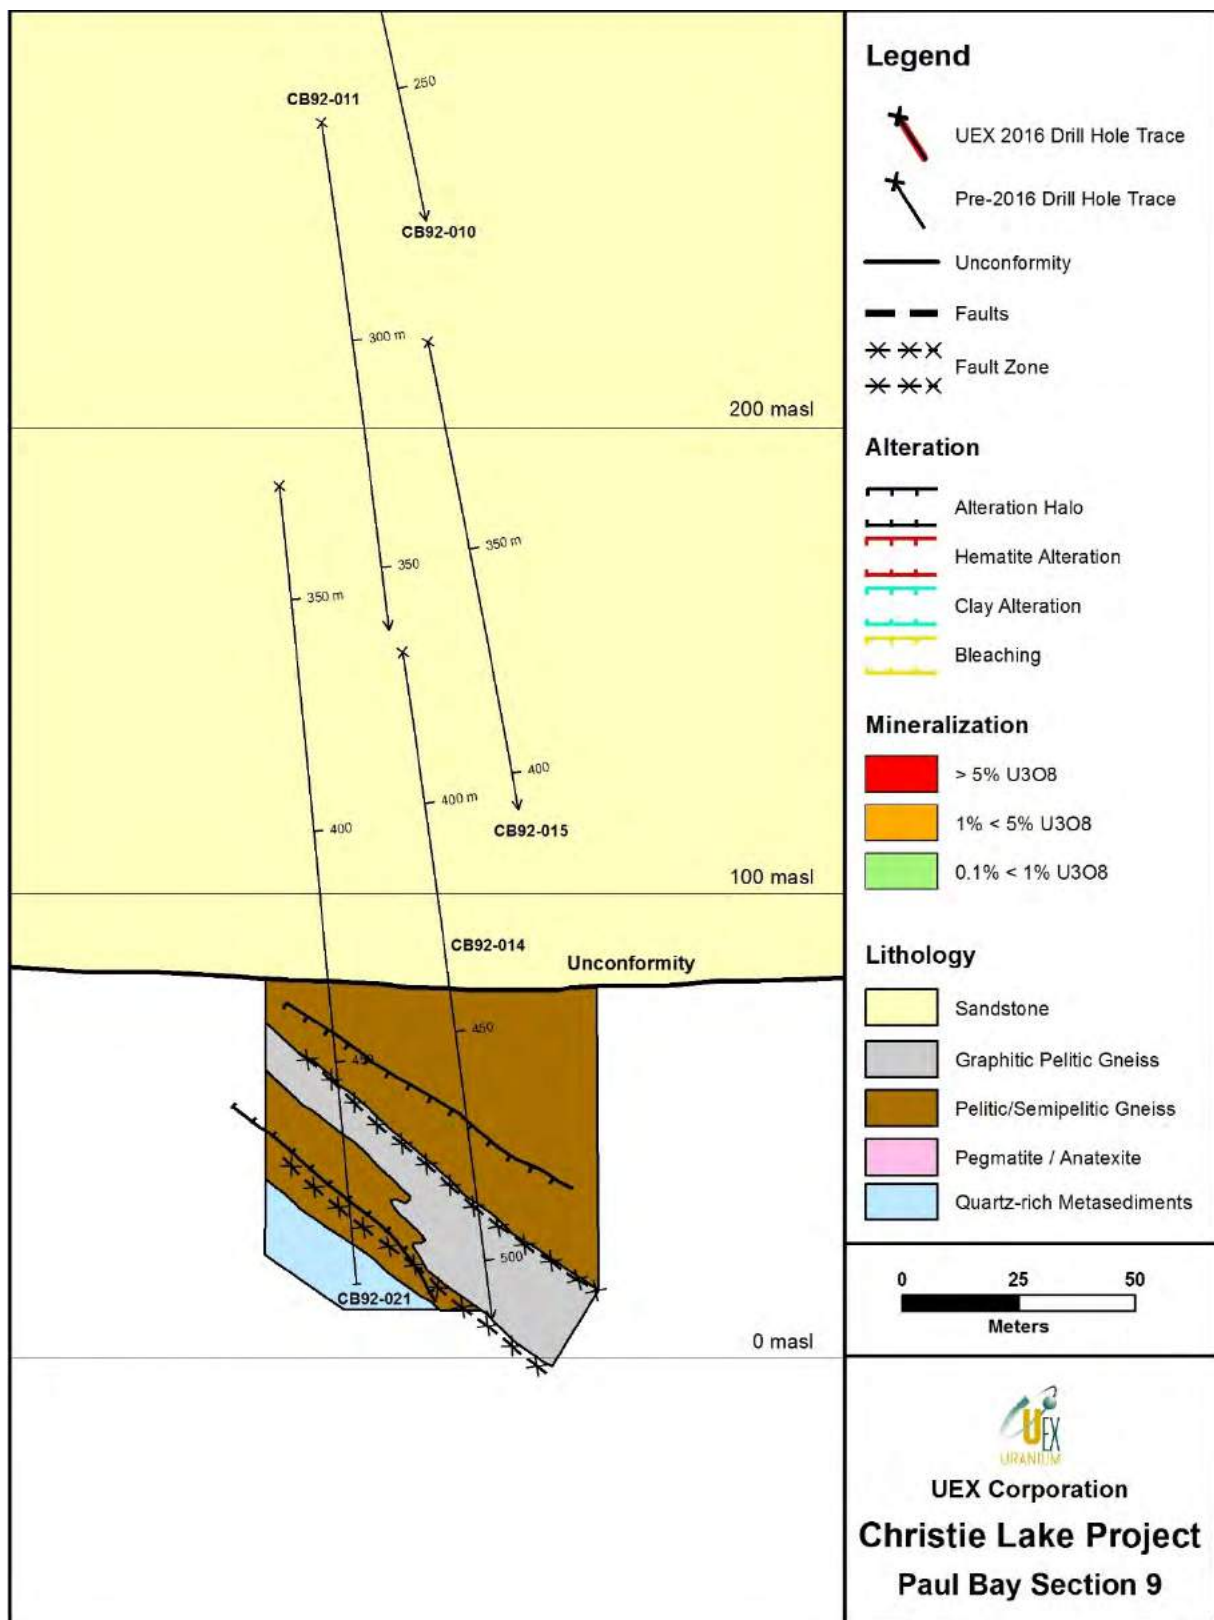 250
CB92-011
CB92-010
300 m
200 masl
350 m
350
350 m
400
400 m
400
CB92-015
100 masl
CB92-014
Unconformity
450
450
500
CB92-021
0 masl
Legend
UEX 2016 Drill Hole Trace
Pre-2016 Drill Hole Trace
Unconformity
Faults
Fault Zone
Alteration
Alteration Halo
Hematite Alteration
Clay Alteration
Bleaching
Mineralization
> 5% U3O8
1% < 5% U3O8
0.1% < 1% U3O8
Lithology
Sandstone
Graphitic Pelitic Gneiss
Pelitic/Semipelitic Gneiss
Pegmatite / Anatexite
Quartz-rich Metasediments
0 25 50
Meters
UEX
URANIUM
UEX Corporation
Christie Lake Project
Paul Bay Section 9